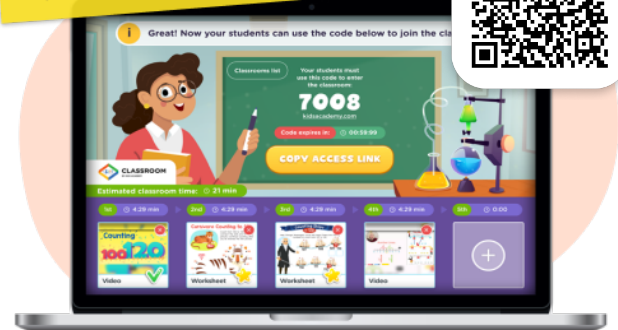 Great! Now your students can use the code below to join the cla
Classrooms list
Your students must
use this code to enter
the classroom
7008
kidsacademy.com
Code expires in:
00:59:99
COPY ACCESS LINK
CLASSROOM
Estimated classroom time: 21 min
1st 4.29 min
2nd 4.29 min
3rd 4.29 min
4th 4.29 min
5th 0:00
Counting
100 120
Video
Worksheet
Worksheet
Video